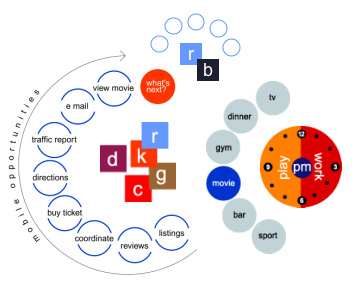 r
b
what's
next?
view movie
e mail
traffic report
directions
buy ticket
coordinate
reviews
listings
mobile opportunities
r
d
k
g
c
tv
dinner
gym
movie
bar
sport
12
3
6
9
play
pm
work